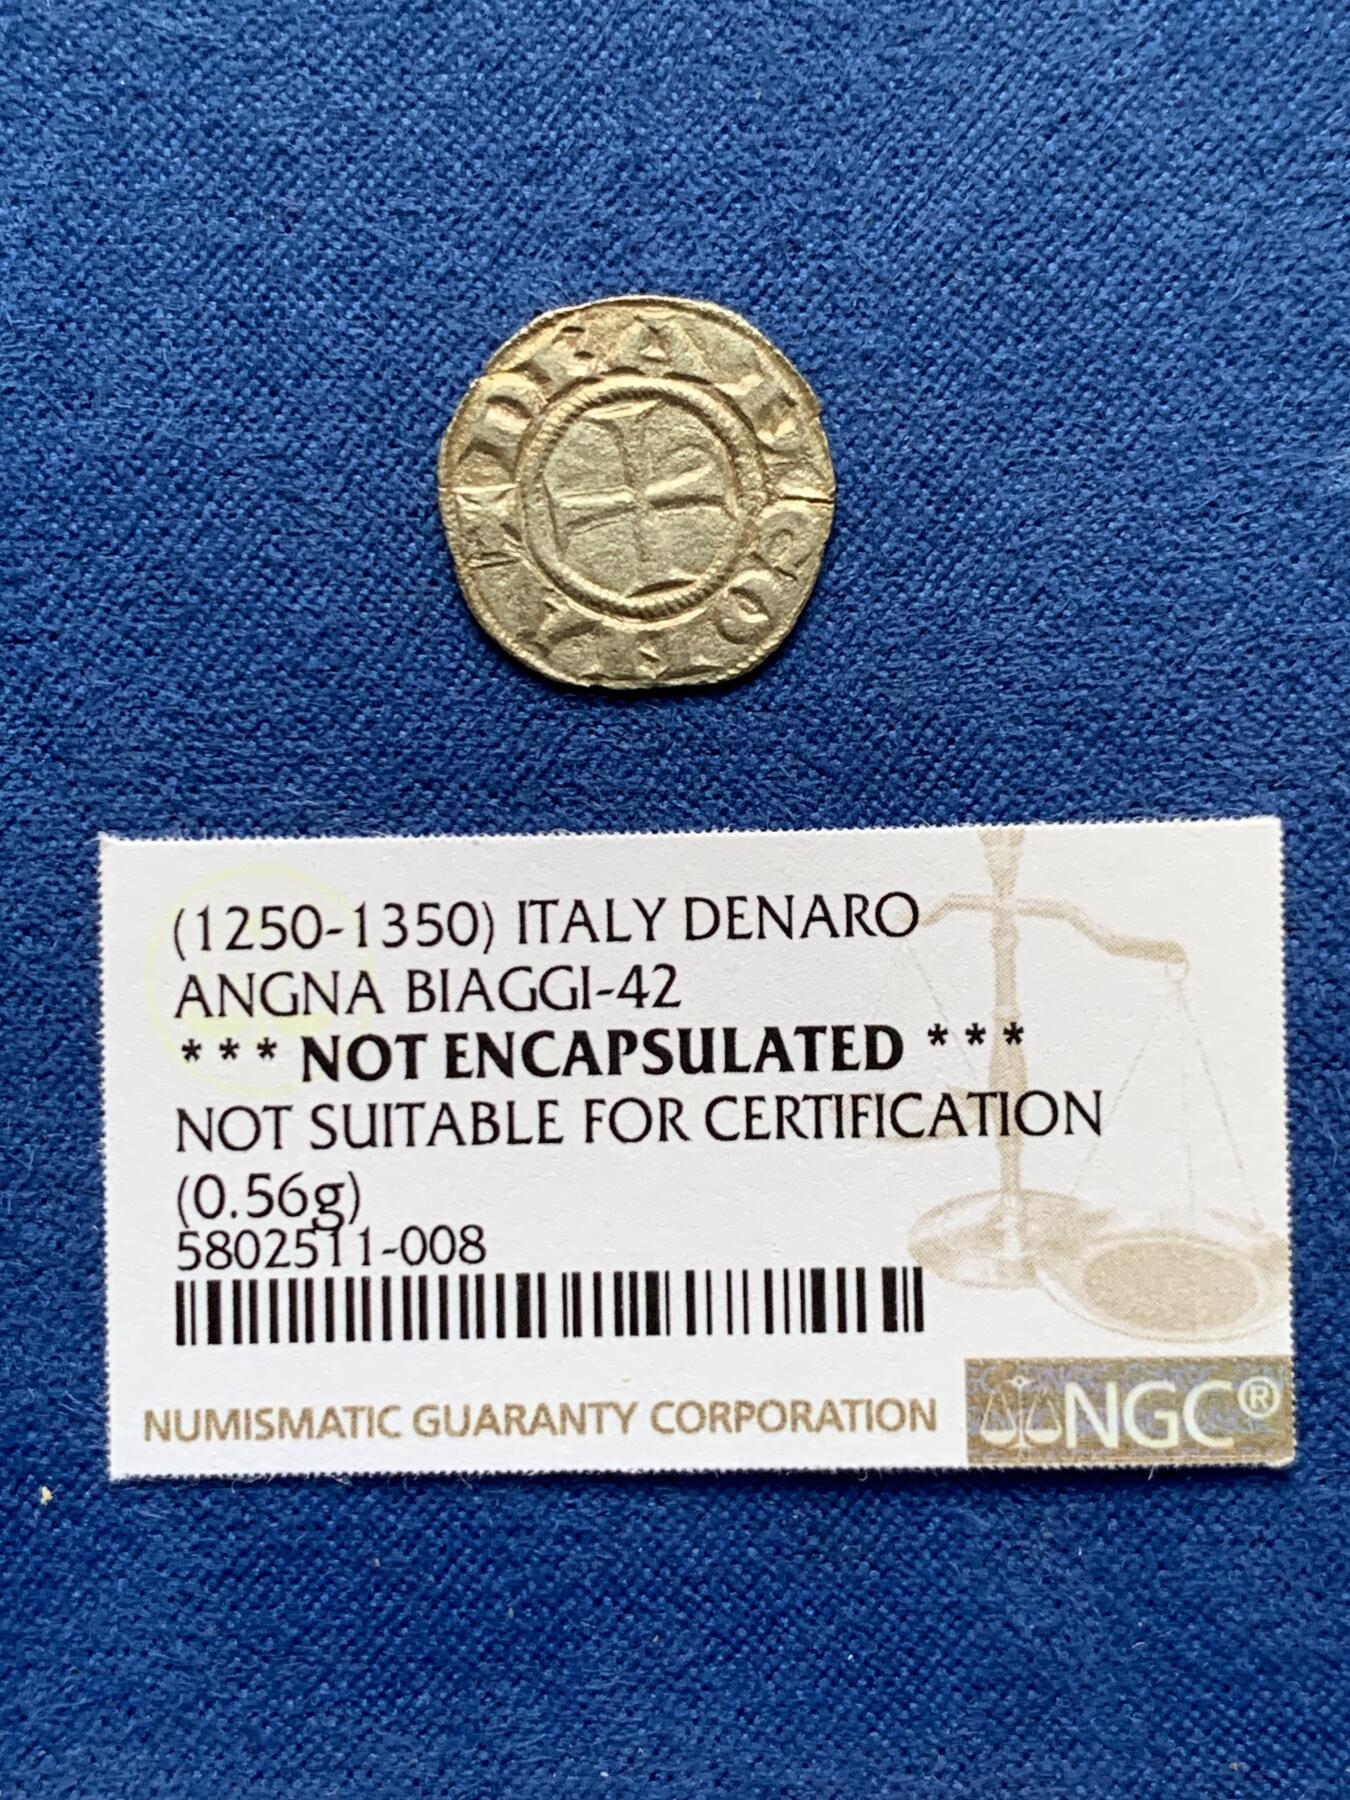 (1250-1350) ITALY DENARO
ANGNA BIAGGI-42
*** NOT ENCAPSULATED ***
NOT SUITABLE FOR CERTIFICATION
(0.56g)
5802511-008
NUMISMATIC GUARANTY CORPORATION
NGC®